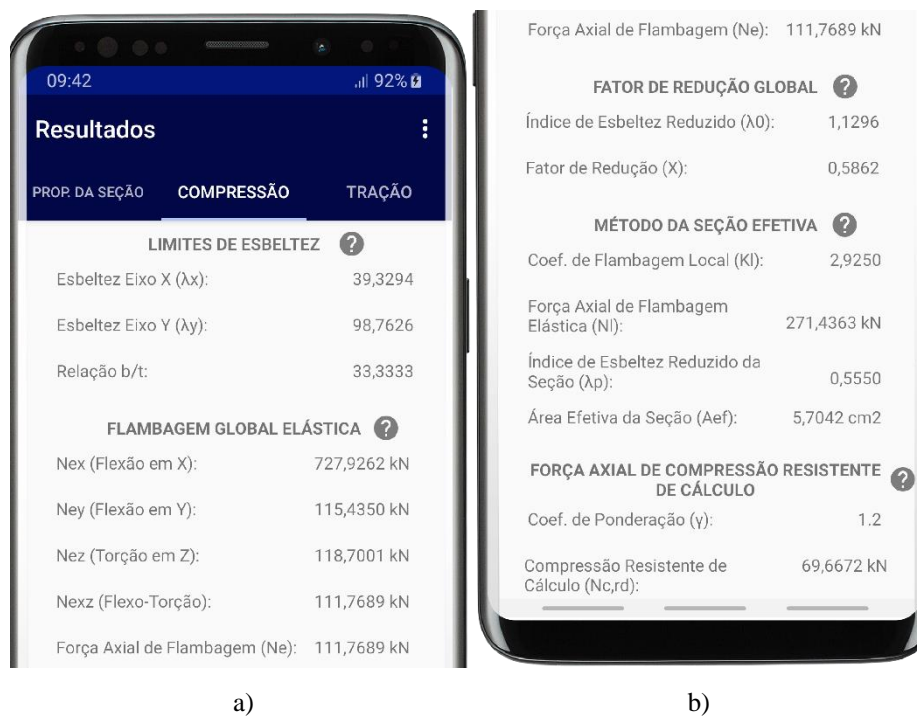 09:42
92%
Resultados
PROP. DA SEÇÃO COMPRESSÃO TRAÇÃO
LIMITES DE ESBELTEZ ?
Esbeltez Eixo X (λx): 39,3294
Esbeltez Eixo Y (λy): 98,7626
Relação b/t: 33,3333
FLAMBAGEM GLOBAL ELÁSTICA ?
Nex (Flexão em X): 727,9262 kN
Ney (Flexão em Y): 115,4350 kN
Nez (Torção em Z): 118,7001 kN
Nexz (Flexo-Torção): 111,7689 kN
Força Axial de Flambagem (Ne): 111,7689 kN
a)
Força Axial de Flambagem (Ne): 111,7689 kN
FATOR DE REDUÇÃO GLOBAL ?
Índice de Esbeltez Reduzido (λ0): 1,1296
Fator de Redução (X): 0,5862
MÉTODO DA SEÇÃO EFETIVA ?
Coef. de Flambagem Local (Kl): 2,9250
Força Axial de Flambagem
Elástica (Nl): 271,4363 kN
Índice de Esbeltez Reduzido da
Seção (λp): 0,5550
Área Efetiva da Seção (Aef): 5,7042 cm2
FORÇA AXIAL DE COMPRESSÃO RESISTENTE
DE CÁLCULO ?
Coef. de Ponderação (γ): 1.2
Compressão Resistente de
Cálculo (Nc,rd): 69,6672 kN
b)